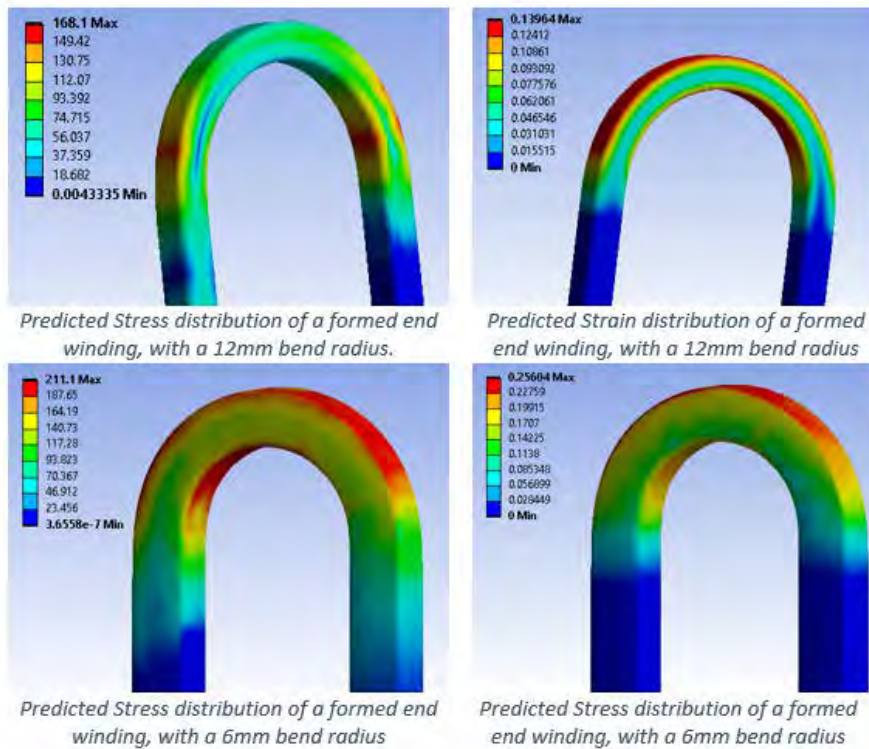 168.1 Max
149.42
130.75
112.07
93.392
74.715
56.037
37.359
18.682
0.0043335 Min
Predicted Stress distribution of a formed end
winding, with a 12mm bend radius.
0.13964 Max
0.12412
0.10861
0.093092
0.077576
0.062061
0.046546
0.031031
0.015515
0 Min
Predicted Strain distribution of a formed
end winding, with a 12mm bend radius
211.1 Max
187.65
164.19
140.73
117.28
93.823
70.367
46.912
23.456
3.6558e-7 Min
Predicted Stress distribution of a formed end
winding, with a 6mm bend radius
0.25604 Max
0.22759
0.19915
0.1707
0.14225
0.1138
0.085348
0.056899
0.028449
0 Min
Predicted Stress distribution of a formed
end winding, with a 6mm bend radius